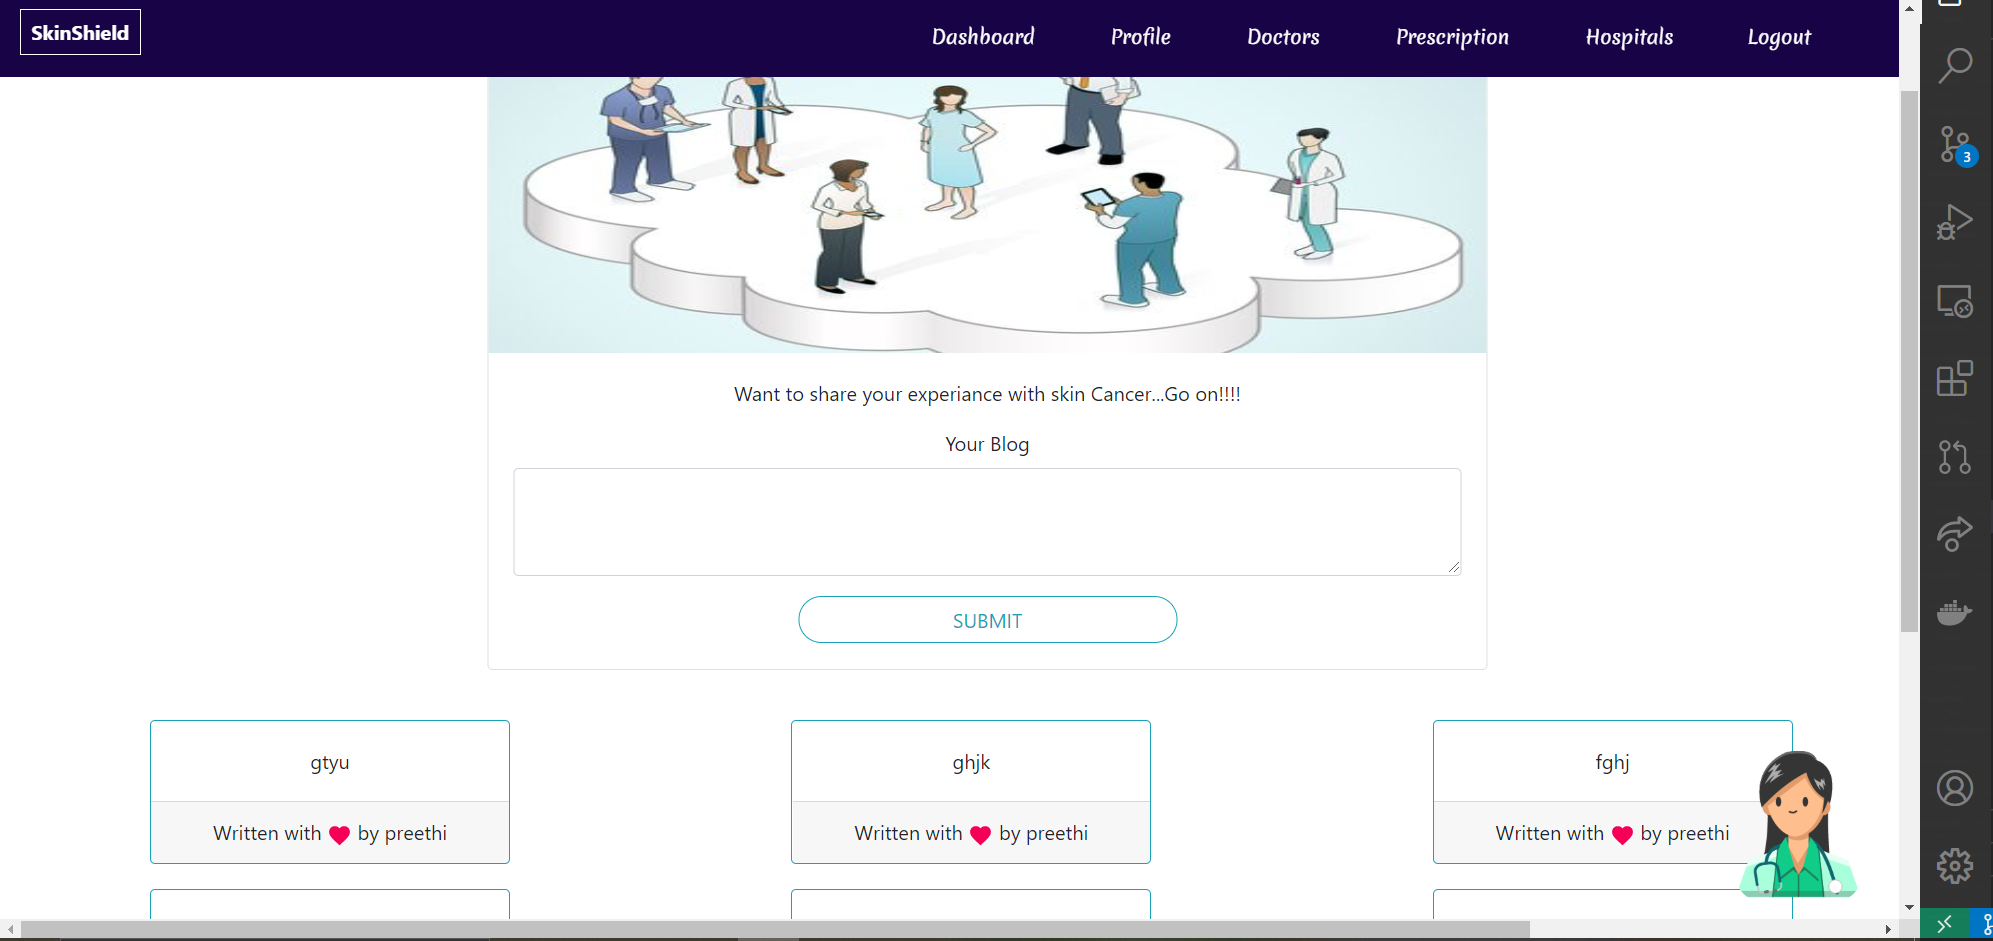 SkinShield
Dashboard Profile Doctors Prescription Hospitals Logout
3
Want to share your experiance with skin Cancer...Go on!!!!
Your Blog
SUBMIT
gtyu
Written with ❤ by preethi
ghjk
Written with ❤ by preethi
fghj
Written with ❤ by preethi